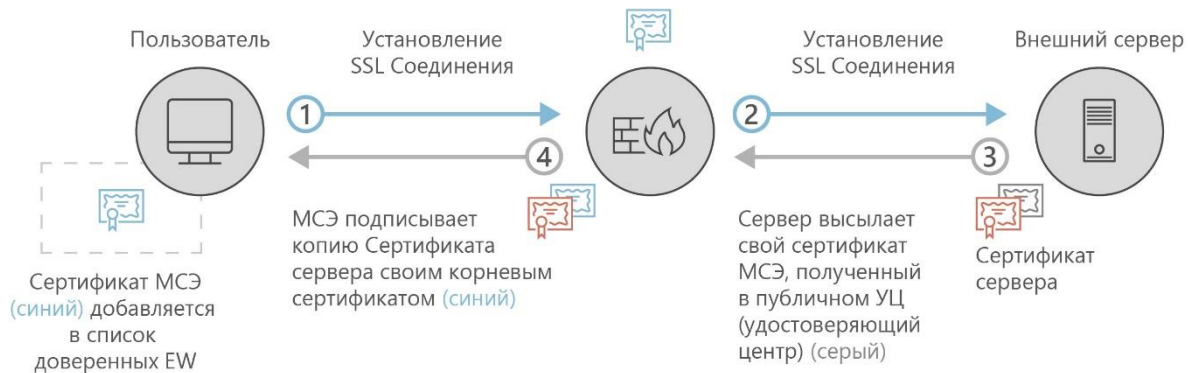 Пользователь
Установление
SSL Соединения
Установление
SSL Соединения
Внешний сервер
1
2
4
3
МСЭ подписывает
копию Сертификата
сервера своим корневым
сертификатом (синий)
Сервер высылает
свой сертификат
МСЭ, полученный
в публичном УЦ
(удостоверяющий
центр) (серый)
Сертификат
сервера
Сертификат МСЭ
(синий) добавляется
в список
доверенных EW